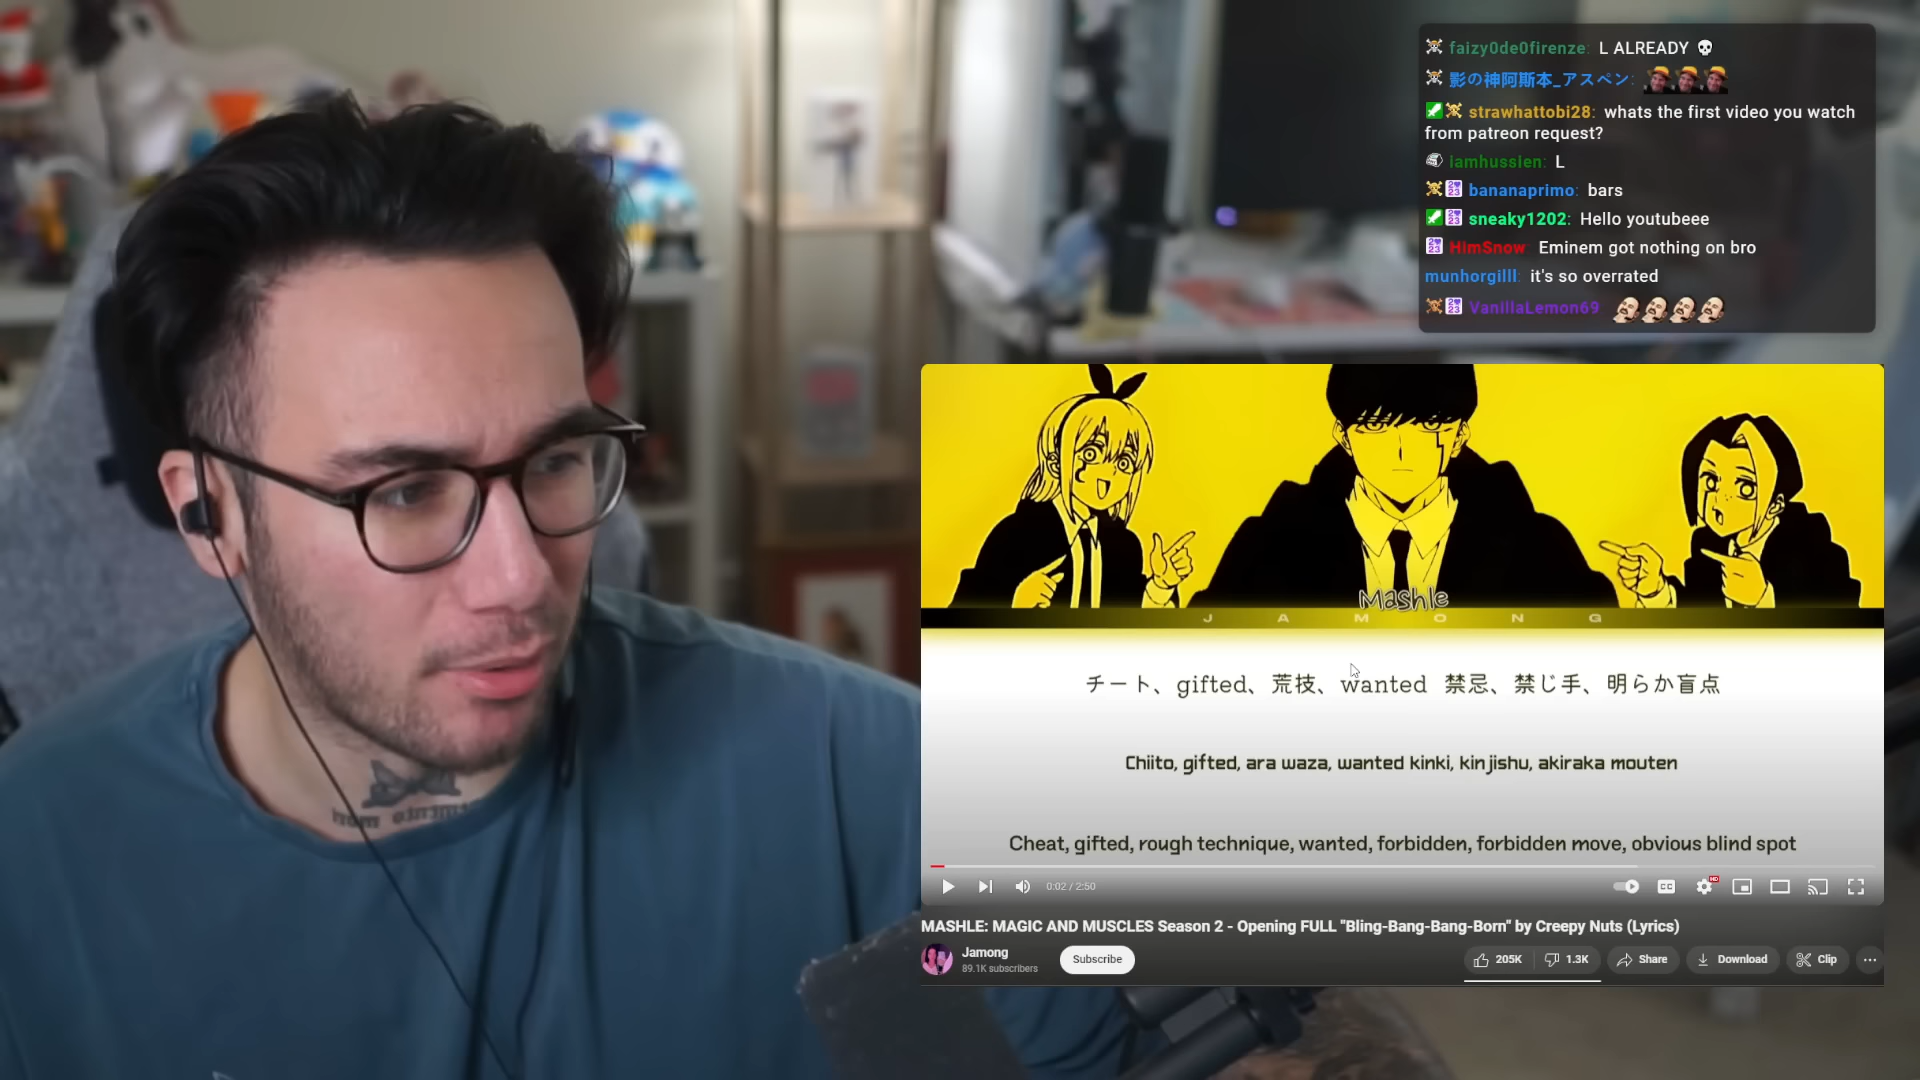 faizy0de0firenze: L ALREADY 💀
影の神阿斯本_アスペン:
strawhattobi28: whats the first video you watch
from patreon request?
iamhussien: L
bananaprimo: bars
sneaky1202: Hello youtubeee
HimSnow: Eminem got nothing on bro
munhorgilll: it's so overrated
VanillaLemon69
Mashle
J A M O N G
チート、gifted、荒技、wanted 禁忌、禁じ手、明らか盲点
Chiito, gifted, ara waza, wanted kinki, kinjishu, akiraka mouten
Cheat, gifted, rough technique, wanted, forbidden, forbidden move, obvious blind spot
0:02 / 2:50
CC
HD
MASHLE: MAGIC AND MUSCLES Season 2 - Opening FULL "Bling-Bang-Bang-Born" by Creepy Nuts (Lyrics)
Jamong
89.1K subscribers
Subscribe
205K
1.3K
Share
Download
Clip